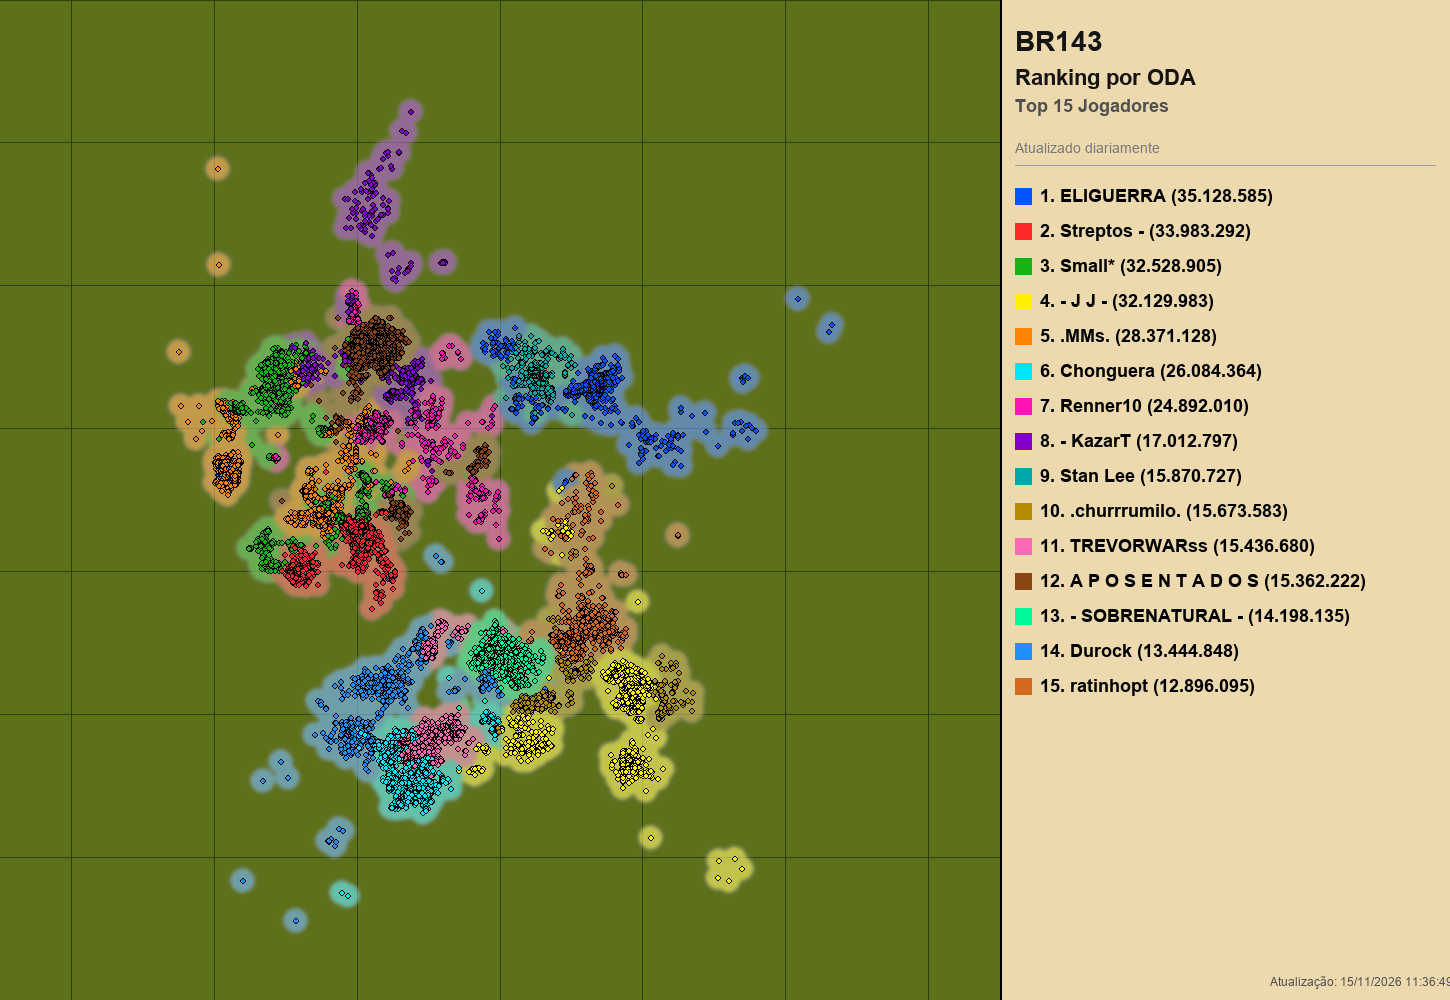 BR143
Ranking por ODA
Top 15 Jogadores
Atualizado diariamente
1. ELIGUERRA (35.128.585)
2. Streptos - (33.983.292)
3. Small* (32.528.905)
4. - J J - (32.129.983)
5. .MMs. (28.371.128)
6. Chonguera (26.084.364)
7. Renner10 (24.892.010)
8. - KazarT (17.012.797)
9. Stan Lee (15.870.727)
10. .churrrumilo. (15.673.583)
11. TREVORWARss (15.436.680)
12. A P O S E N T A D O S (15.362.222)
13. - SOBRENATURAL - (14.198.135)
14. Durock (13.444.848)
15. ratinhopt (12.896.095)
Atualização: 15/11/2026 11:36:49